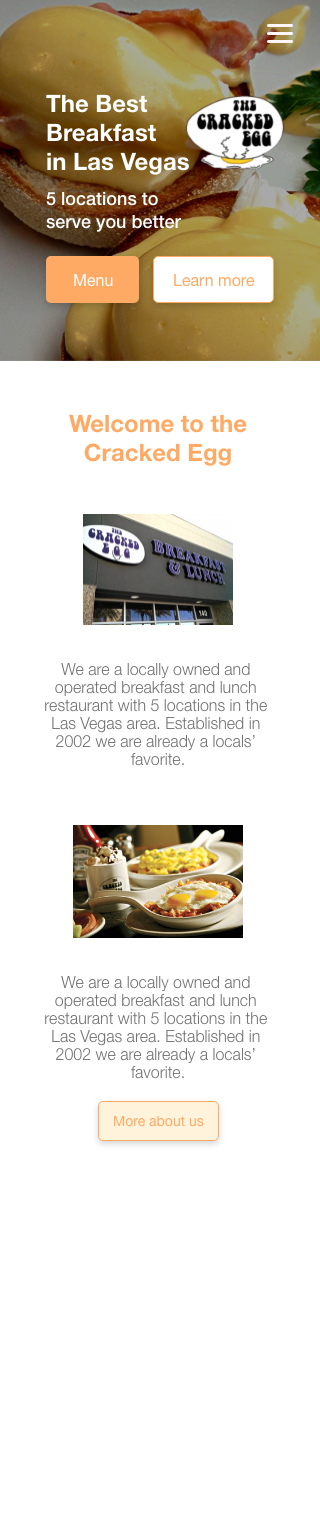 The Best
Breakfast
in Las Vegas
THE
CRACKED
EGG
5 locations to
serve you better
Menu
Learn more
Welcome to the
Cracked Egg
THE
CRACKED
EGG
BREAKFAST
& LUNCH
140
We are a locally owned and
operated breakfast and lunch
restaurant with 5 locations in the
Las Vegas area. Established in
2002 we are already a locals’
favorite.
THE
CRACKED
EGG
We are a locally owned and
operated breakfast and lunch
restaurant with 5 locations in the
Las Vegas area. Established in
2002 we are already a locals’
favorite.
More about us